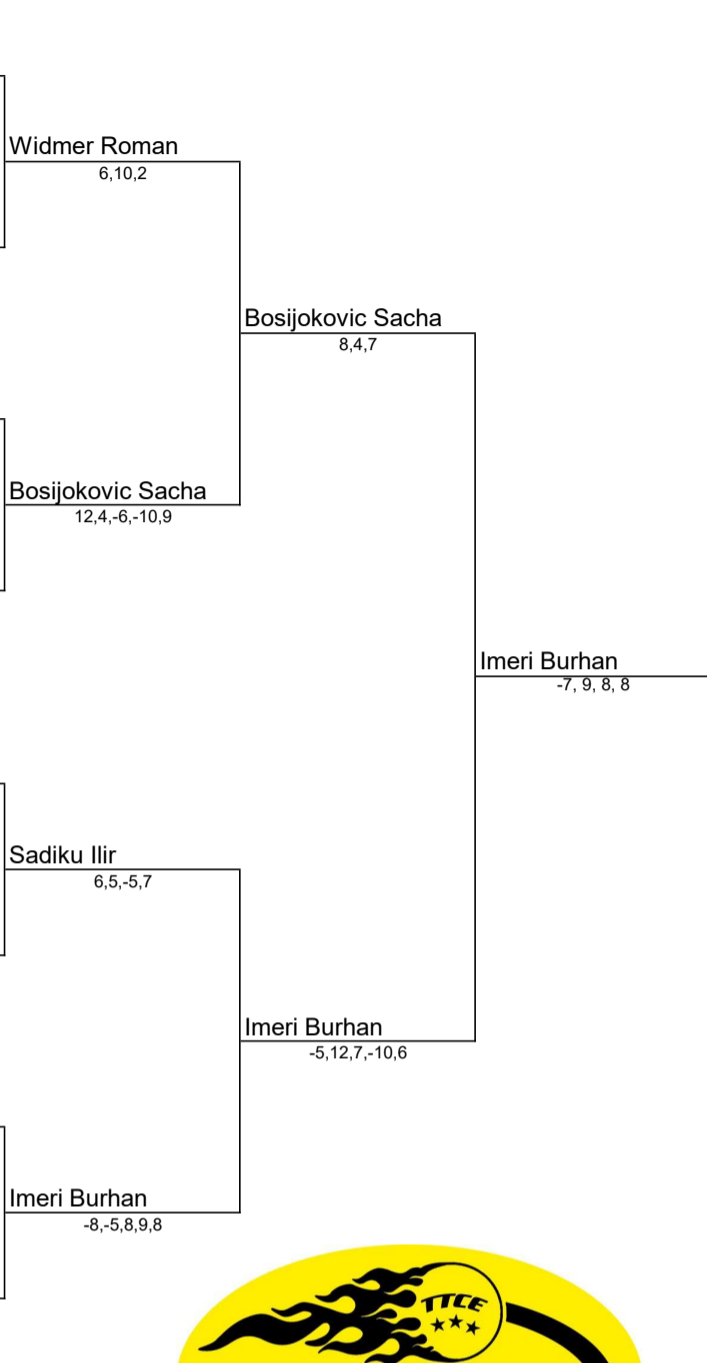 Widmer Roman
6,10,2
Bosijokovic Sacha
8,4,7
Bosijokovic Sacha
12,4,-6,-10,9
Imeri Burhan
-7, 9, 8, 8
Sadiku Ilir
6,5,-5,7
Imeri Burhan
-5,12,7,-10,6
Imeri Burhan
-8,-5,8,9,8
TTCE